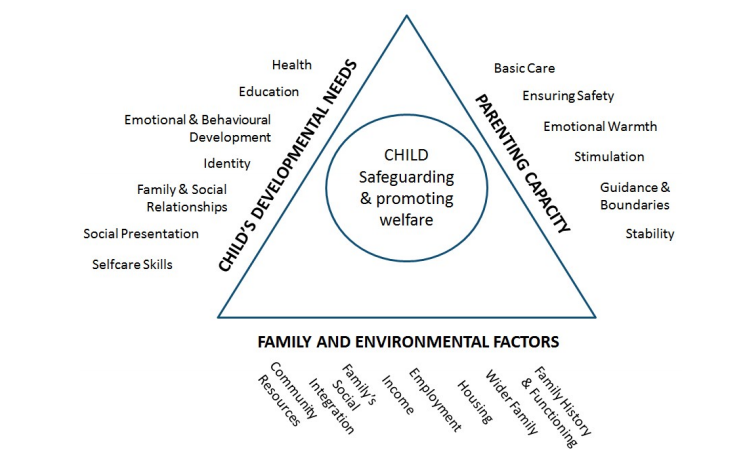 Health
Education
Emotional & Behavioural
Development
Identity
Family & Social
Relationships
Social Presentation
Selfcare Skills
CHILD'S DEVELOPMENTAL NEEDS
CHILD
Safeguarding
& promoting
welfare
PARENTING CAPACITY
Basic Care
Ensuring Safety
Emotional Warmth
Stimulation
Guidance &
Boundaries
Stability
FAMILY AND ENVIRONMENTAL FACTORS
Community
Resources
Family's
Social
Integration
Income
Employment
Housing
Wider Family
Family History
& Functioning